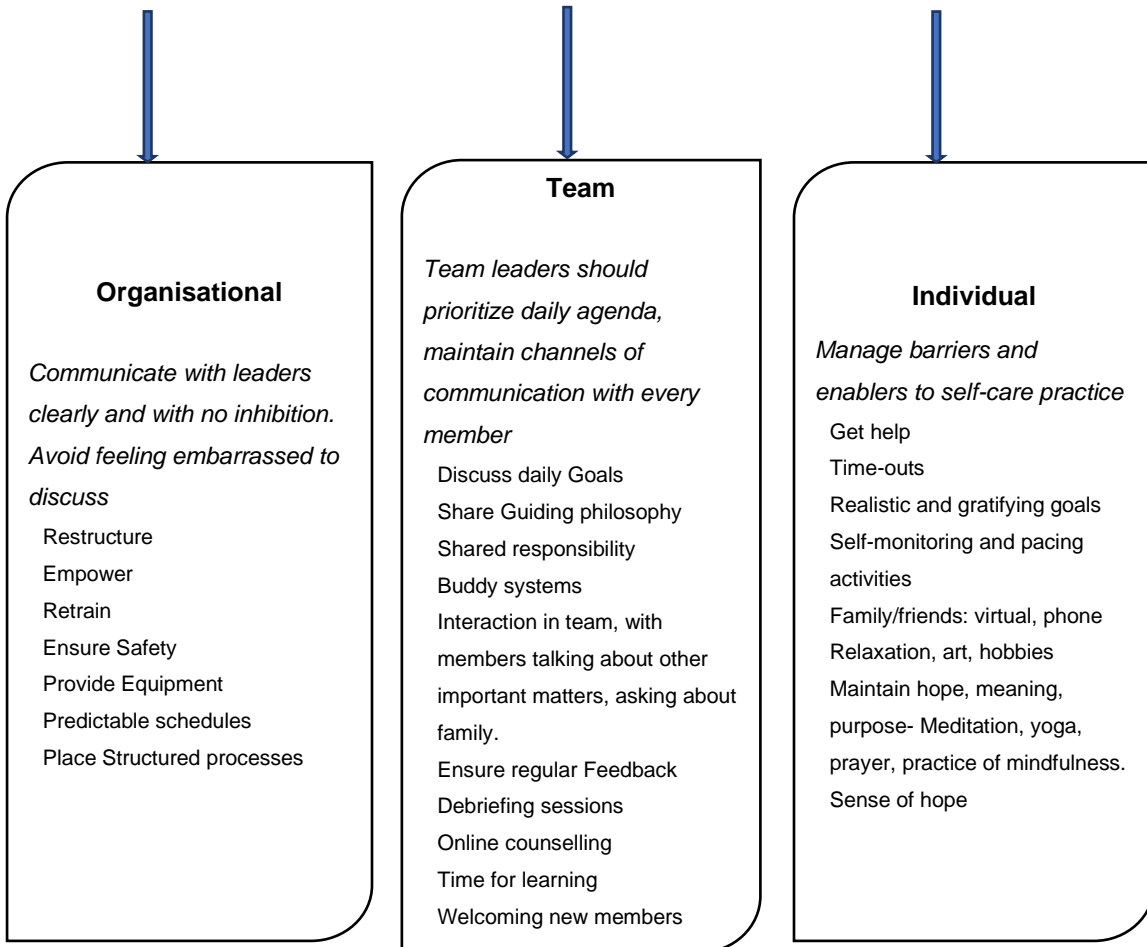 Organisational
Communicate with leaders
clearly and with no inhibition.
Avoid feeling embarrassed to
discuss
Restructure
Empower
Retrain
Ensure Safety
Provide Equipment
Predictable schedules
Place Structured processes
Team
Team leaders should
prioritize daily agenda,
maintain channels of
communication with every
member
Discuss daily Goals
Share Guiding philosophy
Shared responsibility
Buddy systems
Interaction in team, with
members talking about other
important matters, asking about
family.
Ensure regular Feedback
Debriefing sessions
Online counselling
Time for learning
Welcoming new members
Individual
Manage barriers and
enablers to self-care practice
Get help
Time-outs
Realistic and gratifying goals
Self-monitoring and pacing
activities
Family/friends: virtual, phone
Relaxation, art, hobbies
Maintain hope, meaning,
purpose- Meditation, yoga,
prayer, practice of mindfulness.
Sense of hope